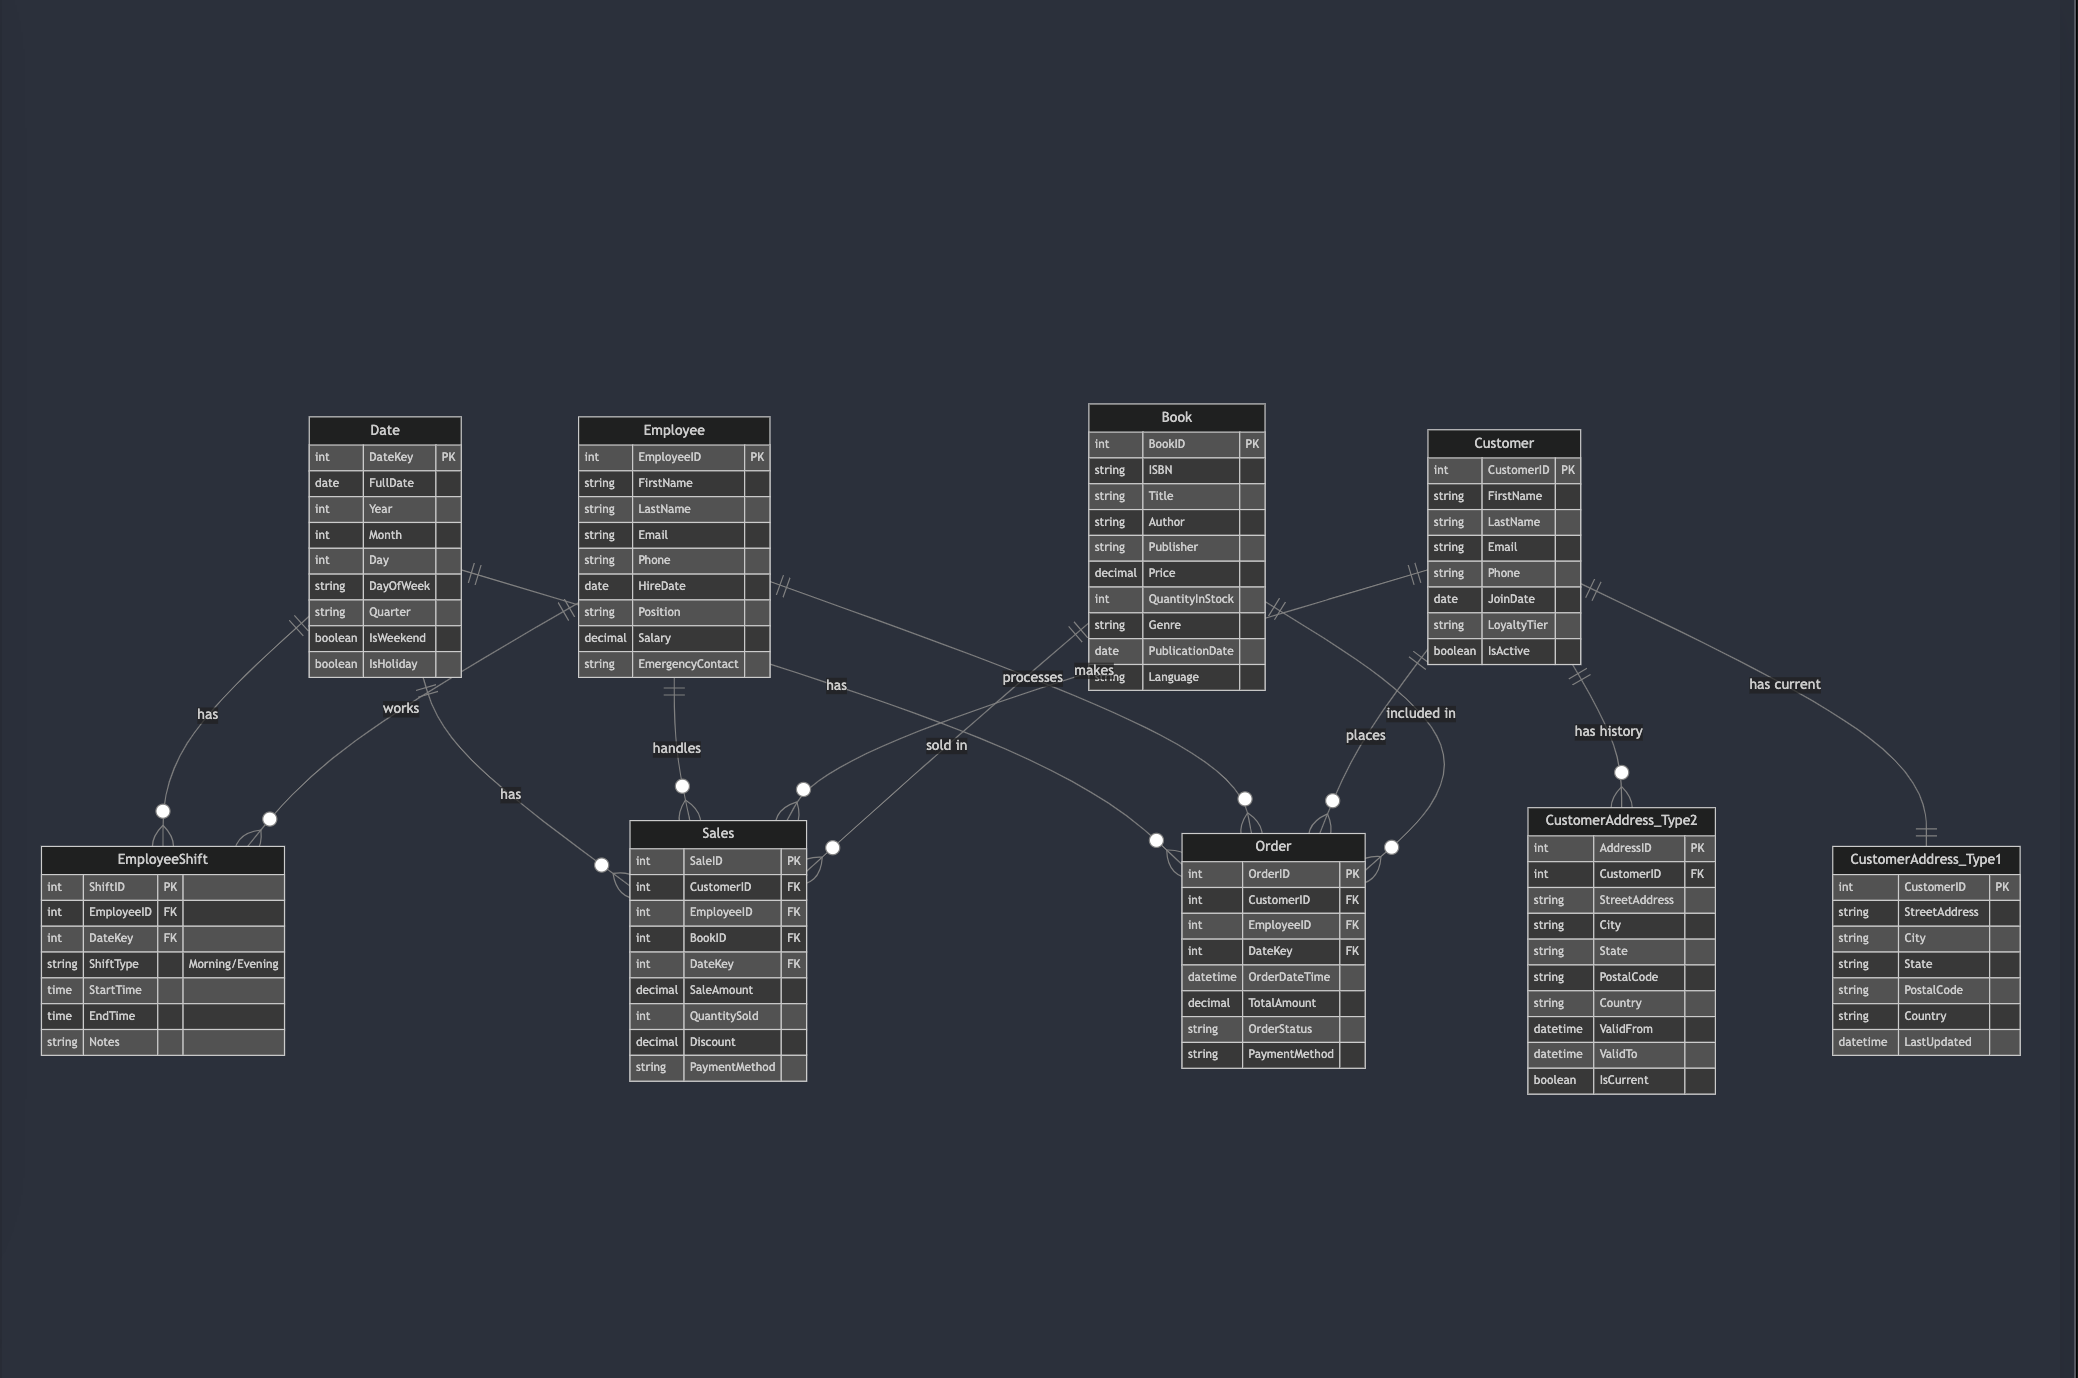 Date
int DateKey PK
date FullDate
int Year
int Month
int Day
string DayOfWeek
string Quarter
boolean IsWeekend
boolean IsHoliday
Employee
int EmployeeID PK
string FirstName
string LastName
string Email
string Phone
date HireDate
string Position
decimal Salary
string EmergencyContact
Book
int BookID PK
string ISBN
string Title
string Author
string Publisher
decimal Price
int QuantityInStock
string Genre
date PublicationDate
string Language
Customer
int CustomerID PK
string FirstName
string LastName
string Email
string Phone
date JoinDate
string LoyaltyTier
boolean IsActive
has
works
has
handles
has
processes
makes
sold in
included in
places
has history
has current
EmployeeShift
int ShiftID PK
int EmployeeID FK
int DateKey FK
string ShiftType Morning/Evening
time StartTime
time EndTime
string Notes
Sales
int SaleID PK
int CustomerID FK
int EmployeeID FK
int BookID FK
int DateKey FK
decimal SaleAmount
int QuantitySold
decimal Discount
string PaymentMethod
Order
int OrderID PK
int CustomerID FK
int EmployeeID FK
int DateKey FK
datetime OrderDateTime
decimal TotalAmount
string OrderStatus
string PaymentMethod
CustomerAddress_Type2
int AddressID PK
int CustomerID FK
string StreetAddress
string City
string State
string PostalCode
string Country
datetime ValidFrom
datetime ValidTo
boolean IsCurrent
CustomerAddress_Type1
int CustomerID PK
string StreetAddress
string City
string State
string PostalCode
string Country
datetime LastUpdated